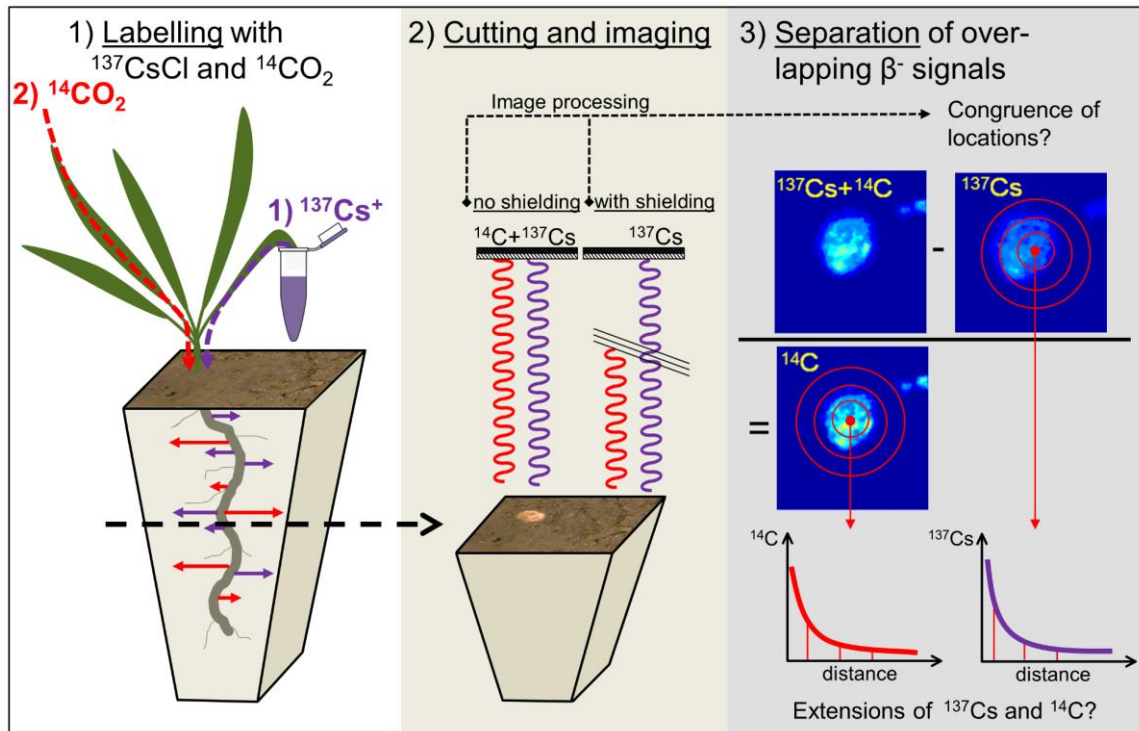 1) Labelling with
¹³⁷CsCl and ¹⁴CO₂
2) ¹⁴CO₂
1) ¹³⁷Cs⁺
2) Cutting and imaging
Image processing
no shielding
with shielding
¹⁴C+¹³⁷Cs
¹³⁷Cs
3) Separation of over-
lapping β⁻ signals
Congruence of
locations?
¹³⁷Cs+¹⁴C
-
¹³⁷Cs
=
¹⁴C
¹⁴C
distance
¹³⁷Cs
distance
Extensions of ¹³⁷Cs and ¹⁴C?